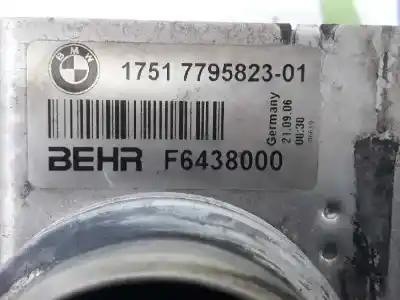 BMW
1751 7795823-01
Germany
21.09.06
00:30
BEHR F6438000